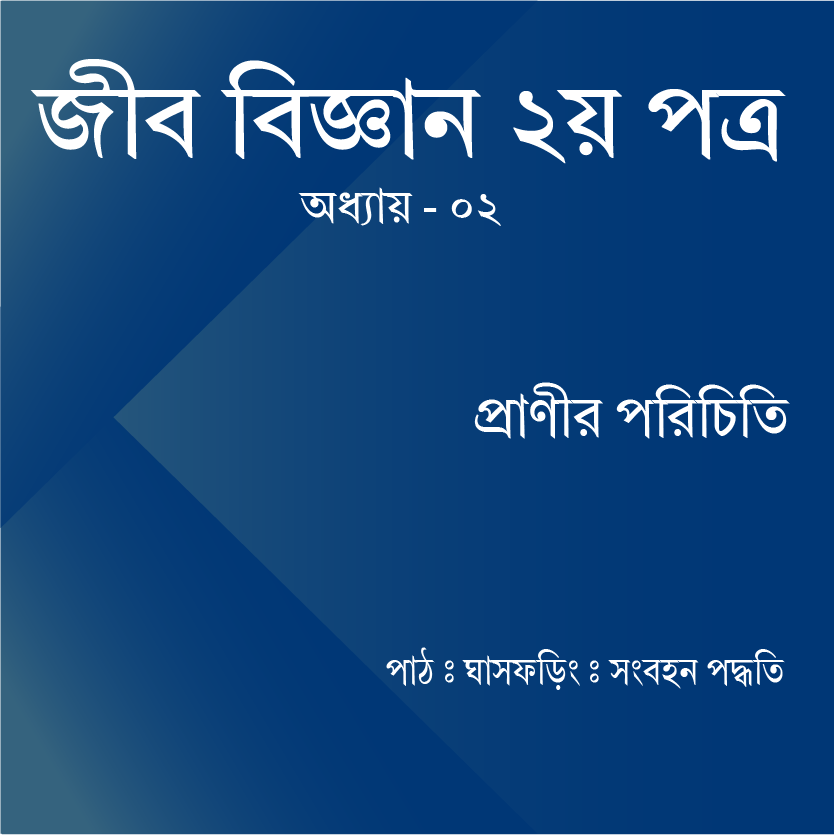 জীব বিজ্ঞান ২য় পত্র
অধ্যায় - ০২
প্রাণীর পরিচিতি
পাঠ ঃ ঘাসফড়িং ঃ সংবহন পদ্ধতি